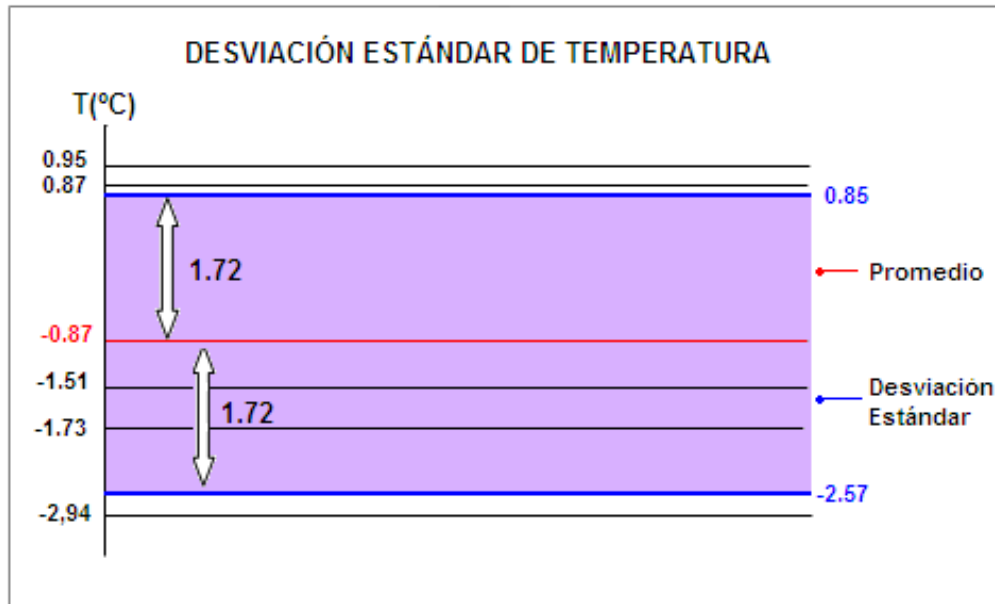 DESVIACIÓN ESTÁNDAR DE TEMPERATURA
T(ºC)
0.95
0.87
0.85
1.72
Promedio
-0.87
-1.51
Desviación
Estándar
1.72
-1.73
-2.57
-2,94